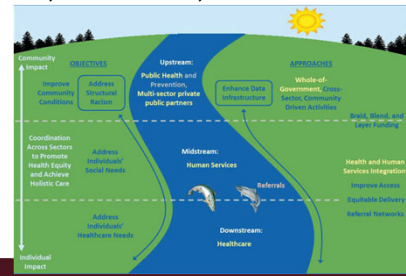 Community
Impact
OBJECTIVES
Improve
Community
Conditions
Address
Structural
Racism
Upstream:
Public Health and
Prevention,
Multi-sector private
public partners
APPROACHES
Enhance Data
Infrastructure
Whole-of-
Government, Cross-
Sector, Community
Driven Activities
Braid, Blend, and
Layer Funding
Coordination
Across Sectors
to Promote
Health Equity
and Achieve
Holistic Care
Address
Individuals'
Social Needs
Midstream:
Human Services
Health and Human
Services Integration
Improve Access
Equitable Delivery
Referral Networks
Referrals
Address
Individuals'
Healthcare Needs
Downstream:
Healthcare
Individual
Impact